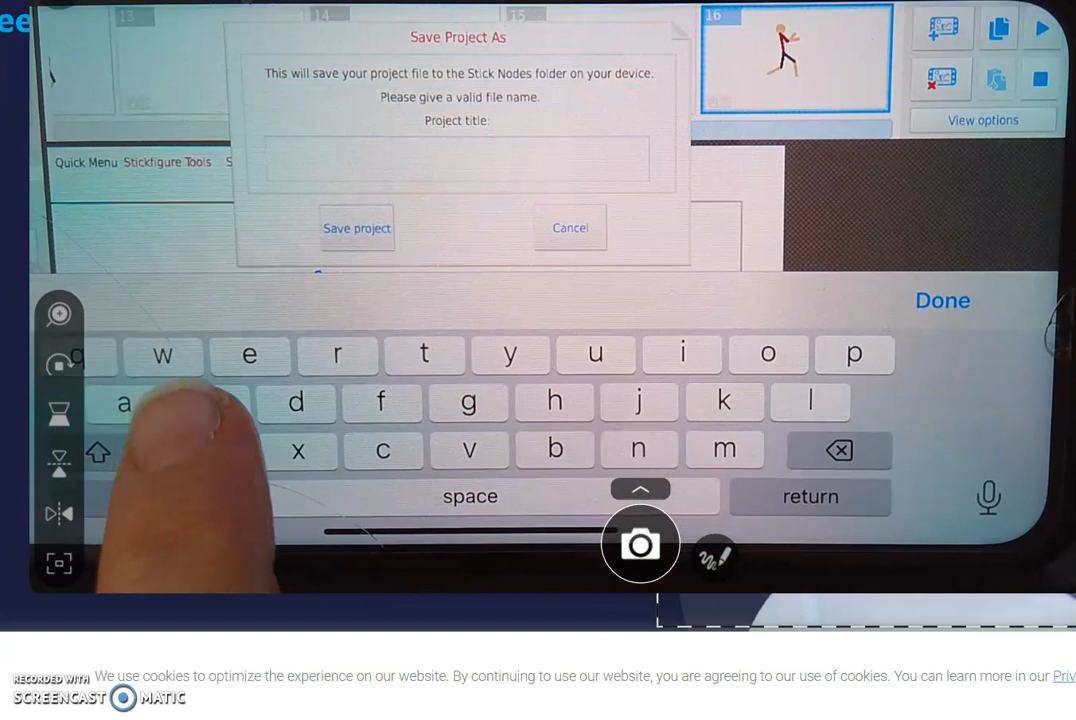 ee
13
14
15
16
Save Project As
This will save your project file to the Stick Nodes folder on your device.
Please give a valid file name.
Project title:
View options
Quick Menu Stickfigure Tools S
Save project
Cancel
Done
q w e r t y u i o p
a d f g h j k l
x c v b n m
space
return
We use cookies to optimize the experience on our website. By continuing to use our website, you are agreeing to our use of cookies. You can learn more in our Priv
RECORDED WITH
SCREENCAST MATIC